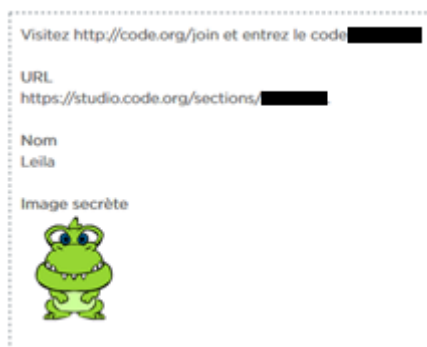 Visitez http://code.org/join et entrez le code
URL
https://studio.code.org/sections/
Nom
Leila
Image secrète